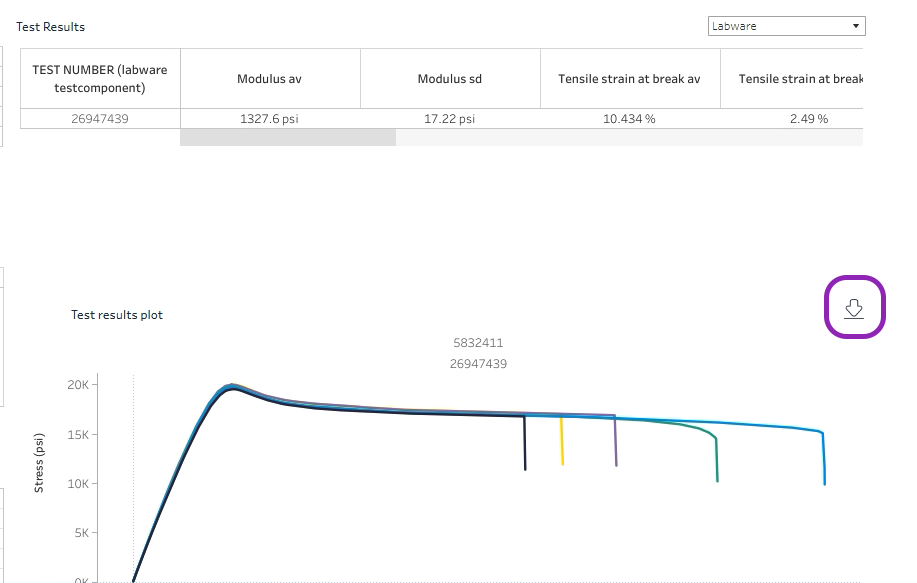 Test Results
Labware
TEST NUMBER (labware
testcomponent)
Modulus av
Modulus sd
Tensile strain at break av
Tensile strain at break
26947439
1327.6 psi
17.22 psi
10.434 %
2.49 %
Test results plot
5832411
26947439
20K
15K
10K
5K
0K
Stress (psi)